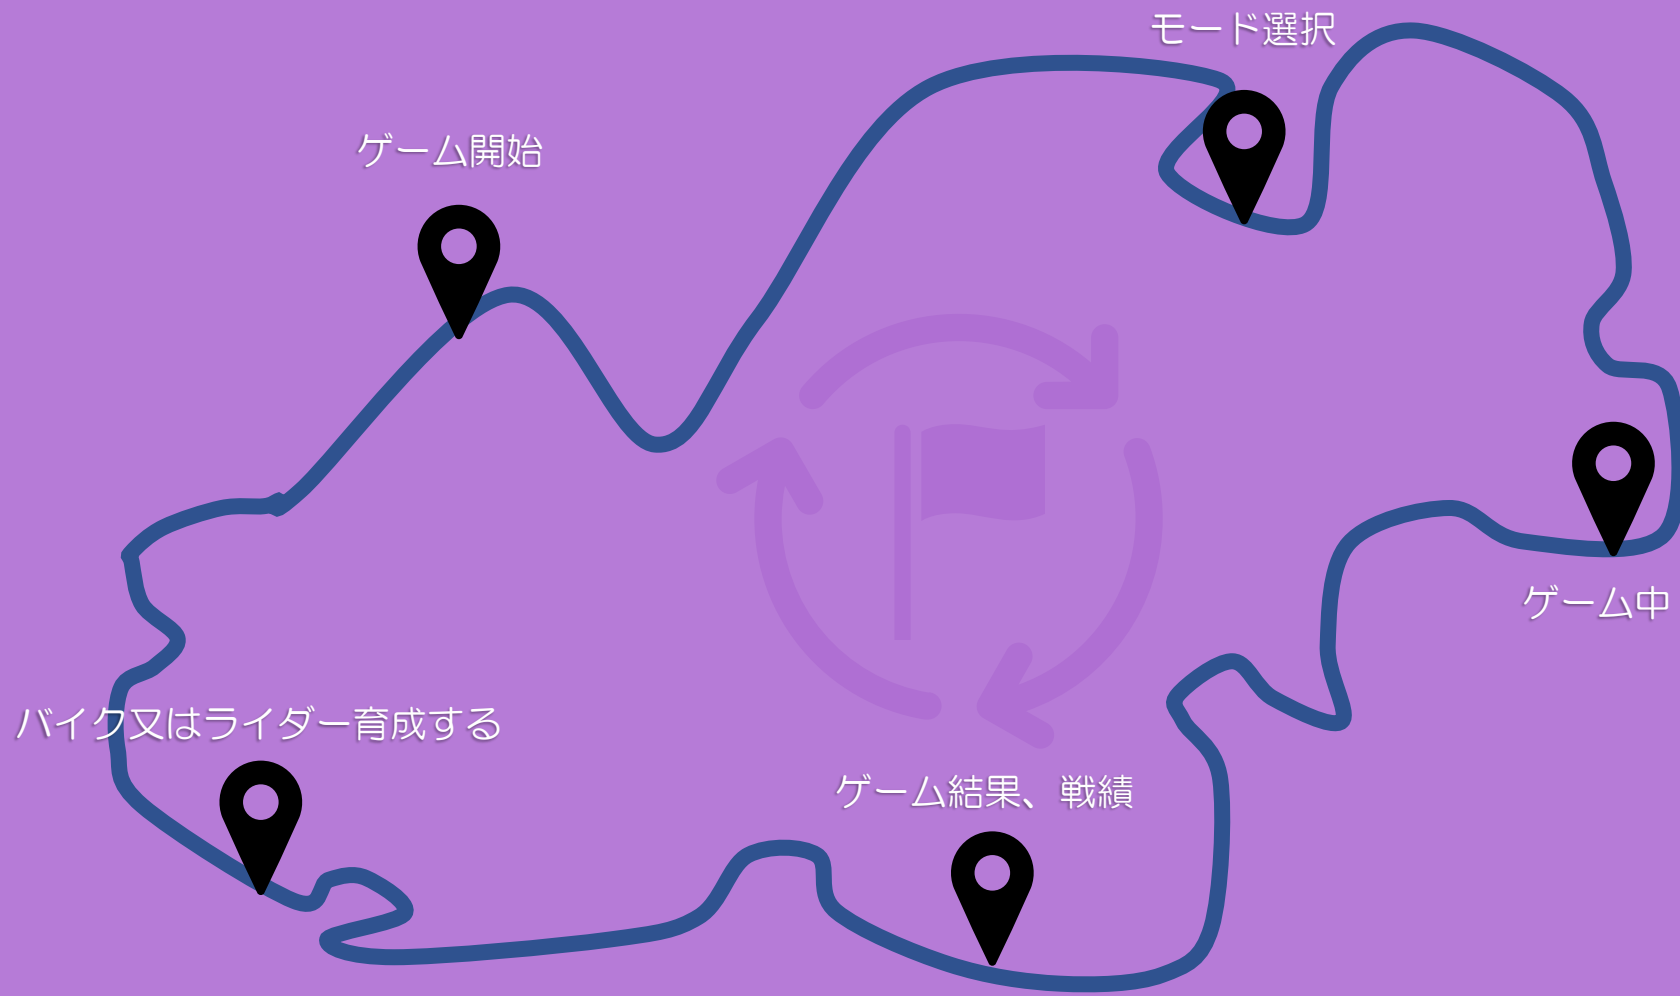 モード選択
ゲーム開始
ゲーム中
バイク又はライダー育成する
ゲーム結果、戦績